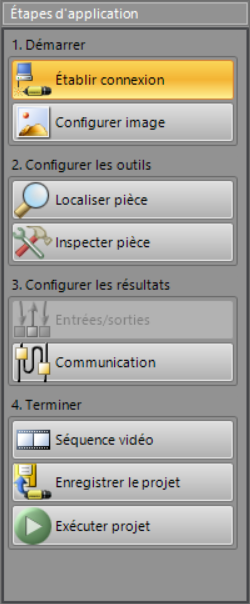 Étapes d'application
1. Démarrer
Établir connexion
Configurer image
2. Configurer les outils
Localiser pièce
Inspecter pièce
3. Configurer les résultats
Entrées/sorties
Communication
4. Terminer
Séquence vidéo
Enregistrer le projet
Exécuter projet